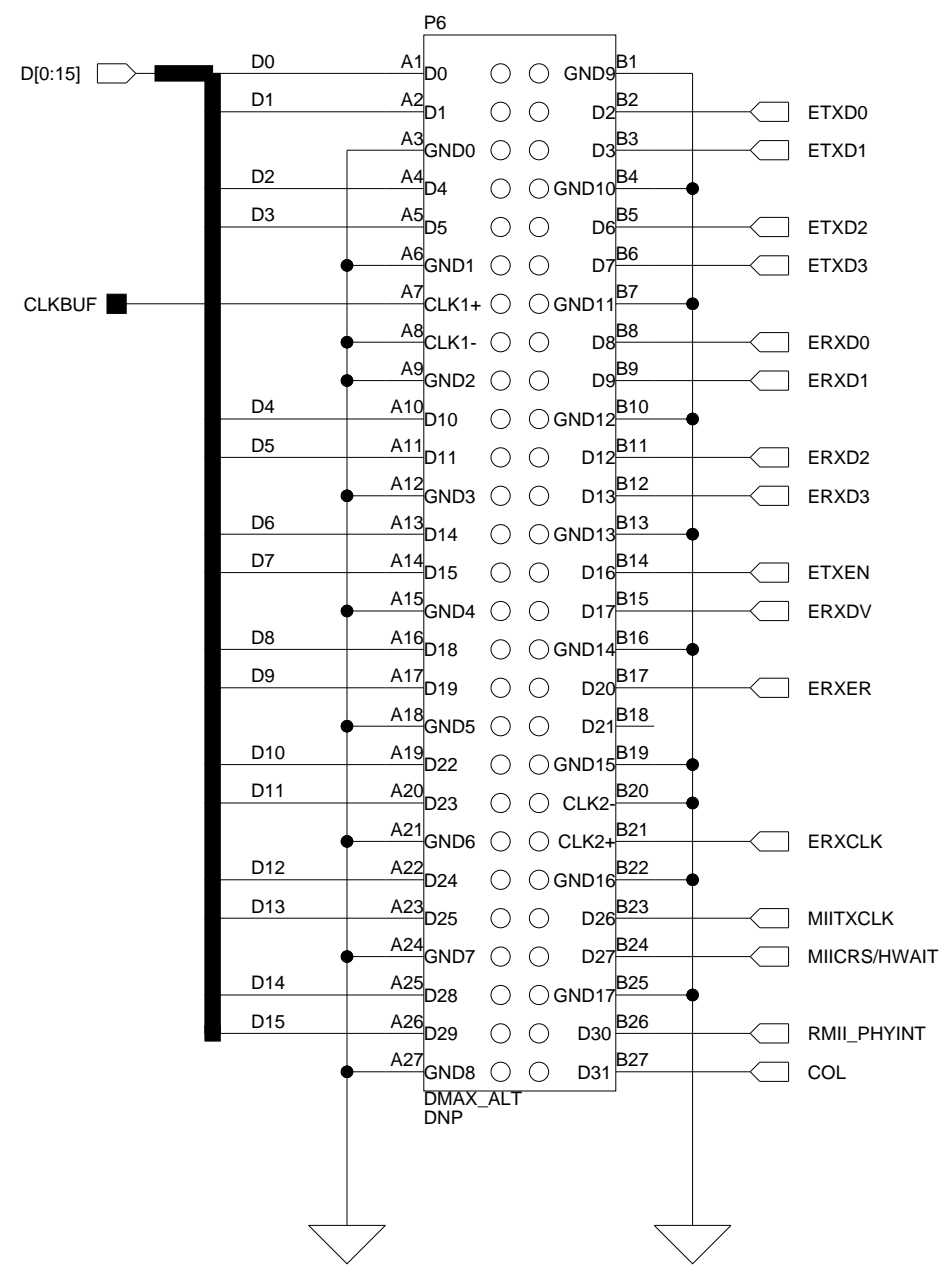 P6
D[0:15] D0 A1 D0 GND9 B1
D1 A2 D1 D2 B2 ETXD0
A3 GND0 D3 B3 ETXD1
D2 A4 D4 GND10 B4
D3 A5 D5 D6 B5 ETXD2
A6 GND1 D7 B6 ETXD3
CLKBUF A7 CLK1+ GND11 B7
A8 CLK1- D8 B8 ERXD0
A9 GND2 D9 B9 ERXD1
D4 A10 D10 GND12 B10
D5 A11 D11 D12 B11 ERXD2
A12 GND3 D13 B12 ERXD3
D6 A13 D14 GND13 B13
D7 A14 D15 D16 B14 ETXEN
A15 GND4 D17 B15 ERXDV
D8 A16 D18 GND14 B16
D9 A17 D19 D20 B17 ERXER
A18 GND5 D21 B18
D10 A19 D22 GND15 B19
D11 A20 D23 CLK2- B20
A21 GND6 CLK2+ B21 ERXCLK
D12 A22 D24 GND16 B22
D13 A23 D25 D26 B23 MIITXCLK
A24 GND7 D27 B24 MIICRS/HWAIT
D14 A25 D28 GND17 B25
D15 A26 D29 D30 B26 RMII_PHYINT
A27 GND8 D31 B27 COL
DMAX_ALT
DNP